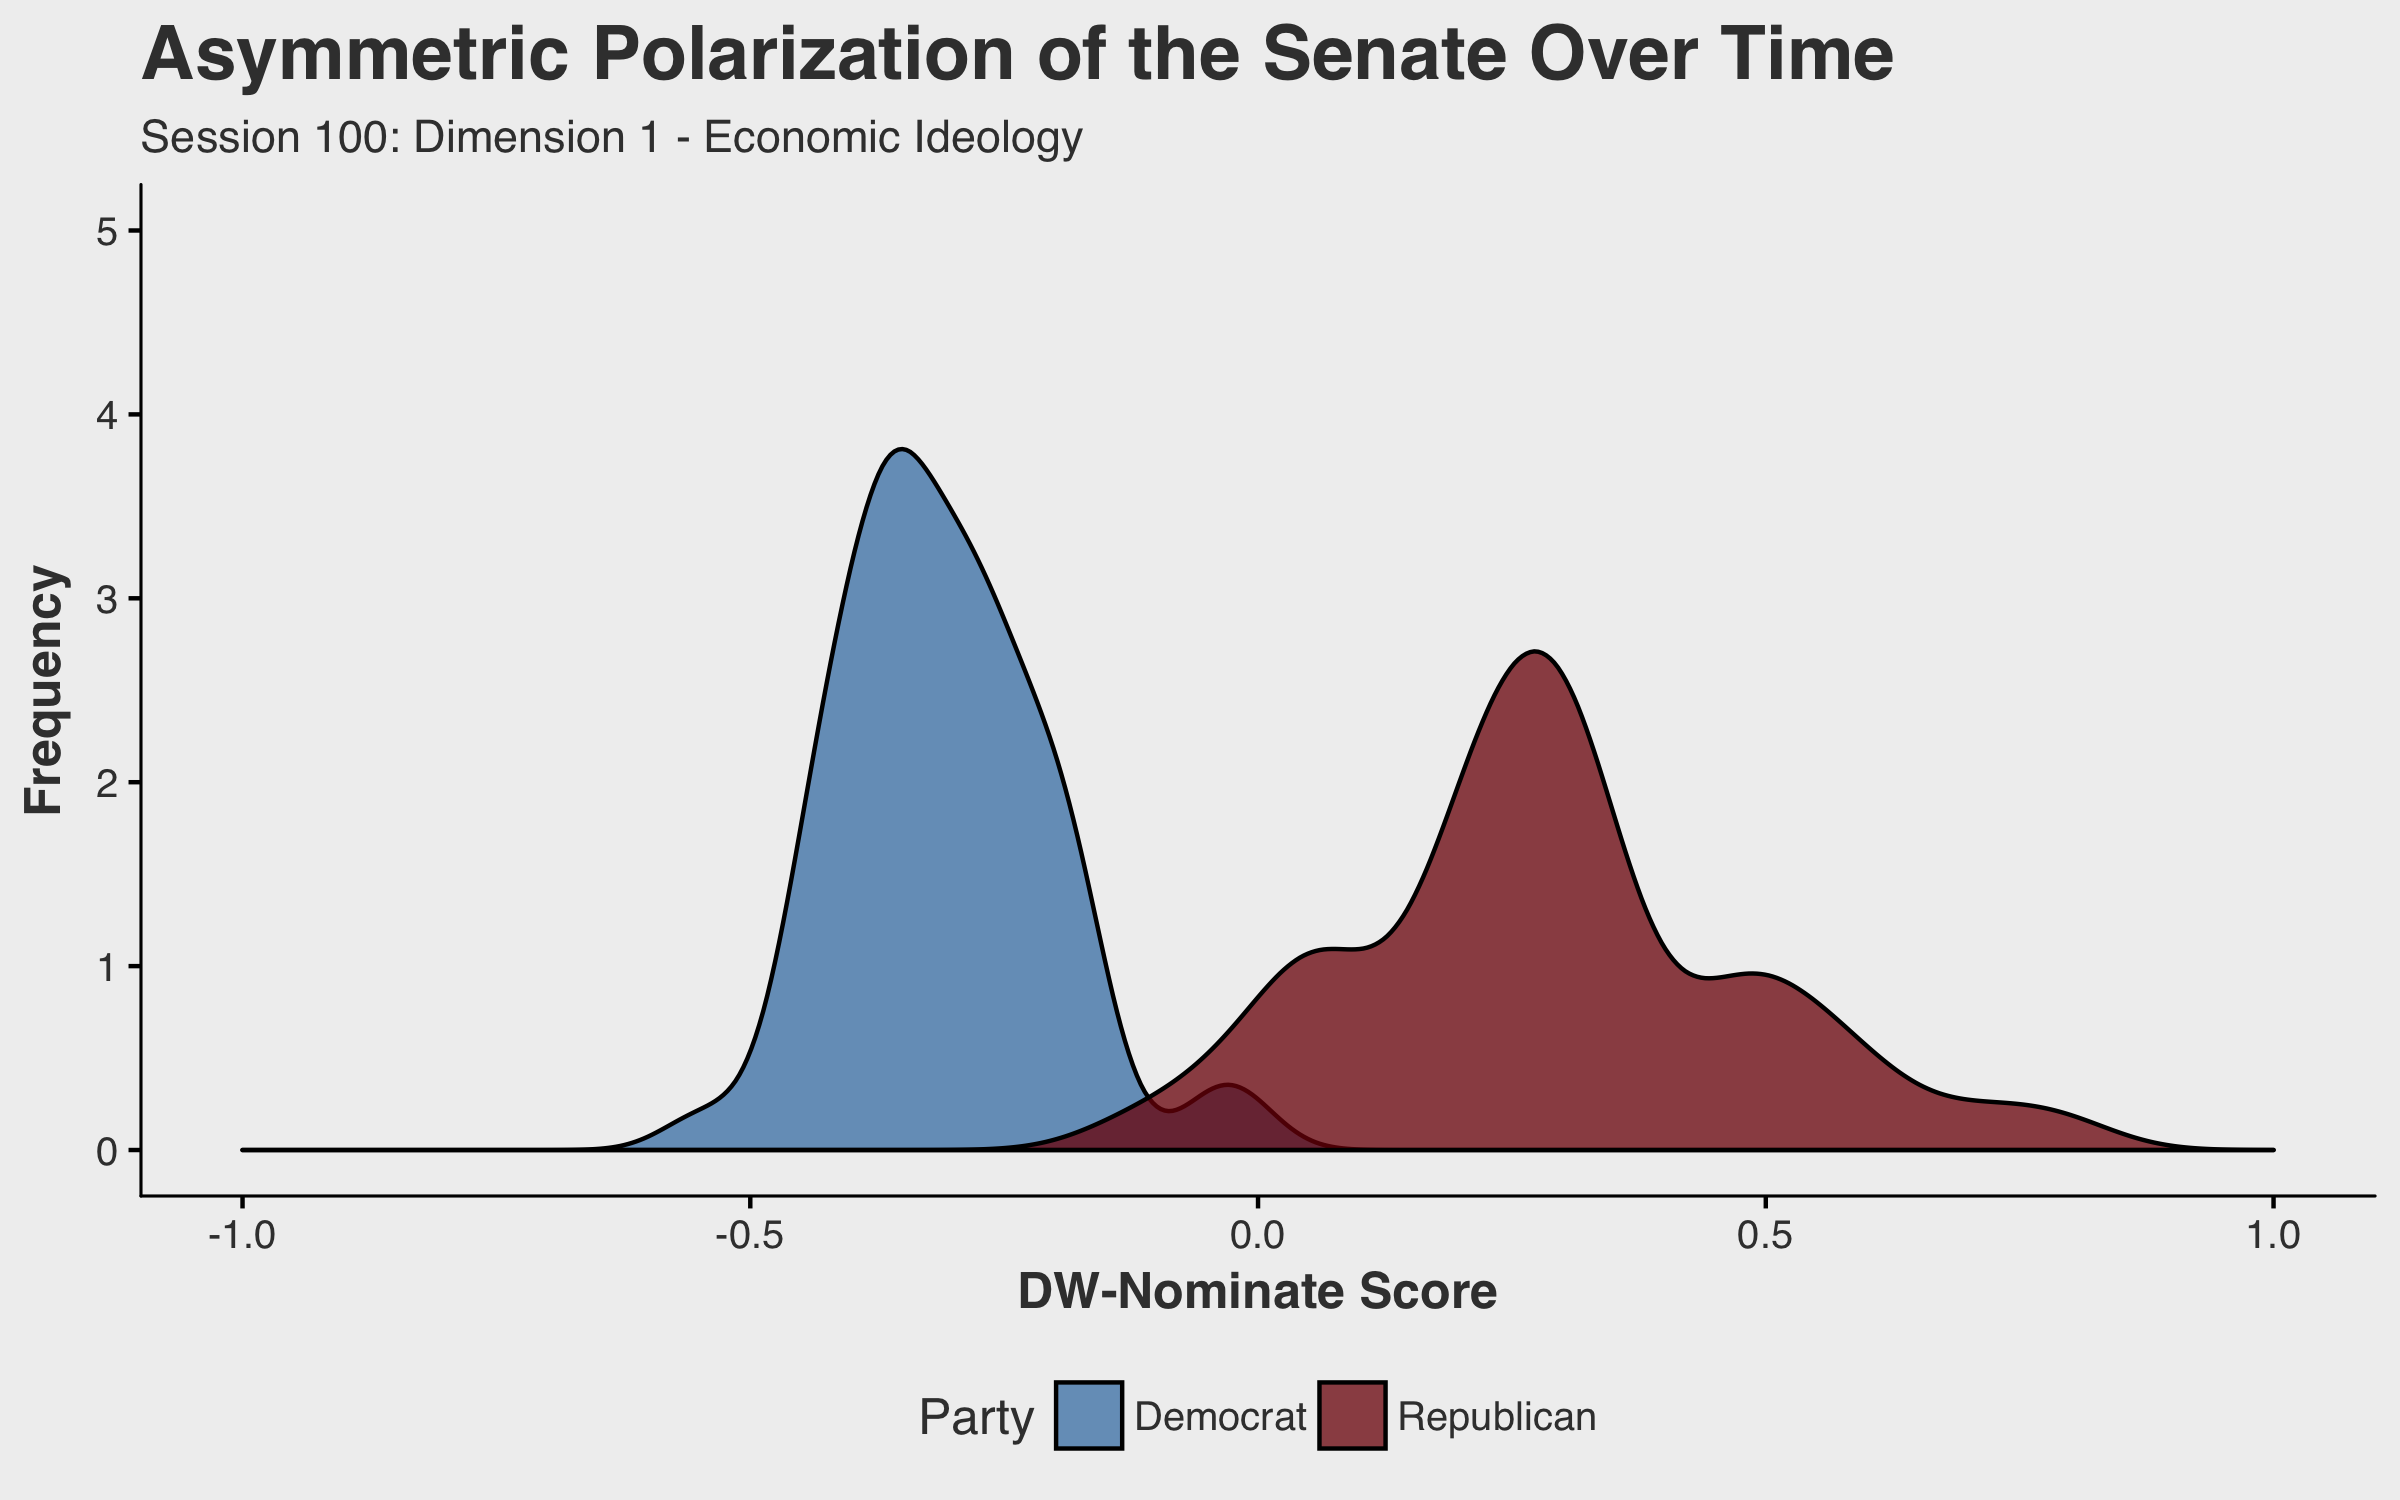 Asymmetric Polarization of the Senate Over Time
Session 100: Dimension 1 - Economic Ideology
5
4
3
2
1
0
Frequency
-1.0 -0.5 0.0 0.5 1.0
DW-Nominate Score
Party Democrat Republican